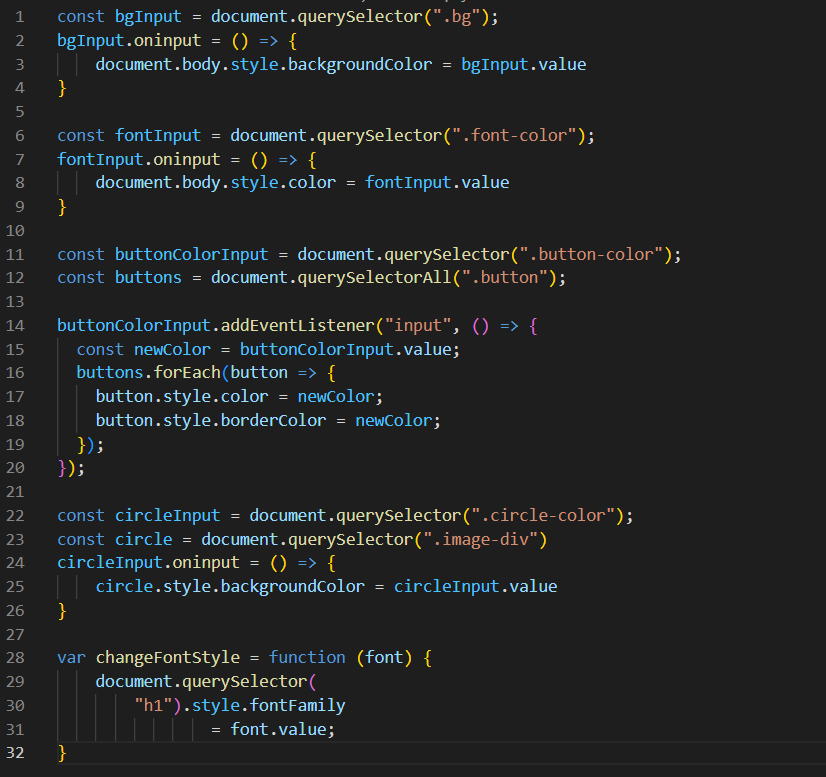 1 const bgInput = document.querySelector(".bg");
2 bgInput.oninput = () => {
3     document.body.style.backgroundColor = bgInput.value
4 }
5
6 const fontInput = document.querySelector(".font-color");
7 fontInput.oninput = () => {
8     document.body.style.color = fontInput.value
9 }
10
11 const buttonColorInput = document.querySelector(".button-color");
12 const buttons = document.querySelectorAll(".button");
13
14 buttonColorInput.addEventListener("input", () => {
15   const newColor = buttonColorInput.value;
16   buttons.forEach(button => {
17     button.style.color = newColor;
18     button.style.borderColor = newColor;
19   });
20 });
21
22 const circleInput = document.querySelector(".circle-color");
23 const circle = document.querySelector(".image-div")
24 circleInput.oninput = () => {
25     circle.style.backgroundColor = circleInput.value
26 }
27
28 var changeFontStyle = function (font) {
29     document.querySelector(
30         "h1").style.fontFamily
31                 = font.value;
32 }